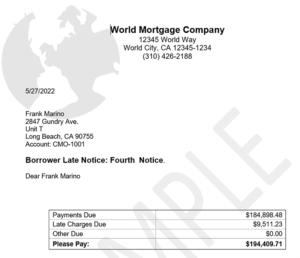 World Mortgage Company
12345 World Way
World City, CA 12345-1234
(310) 426-2188
5/27/2022
Frank Marino
2847 Gundry Ave.
Unit T
Long Beach, CA 90755
Account: CMO-1001
Borrower Late Notice: Fourth  Notice.
Dear Frank Marino
Payments Due $184,898.48
Late Charges Due $9,511.23
Other Due $0.00
Please Pay: $194,409.71